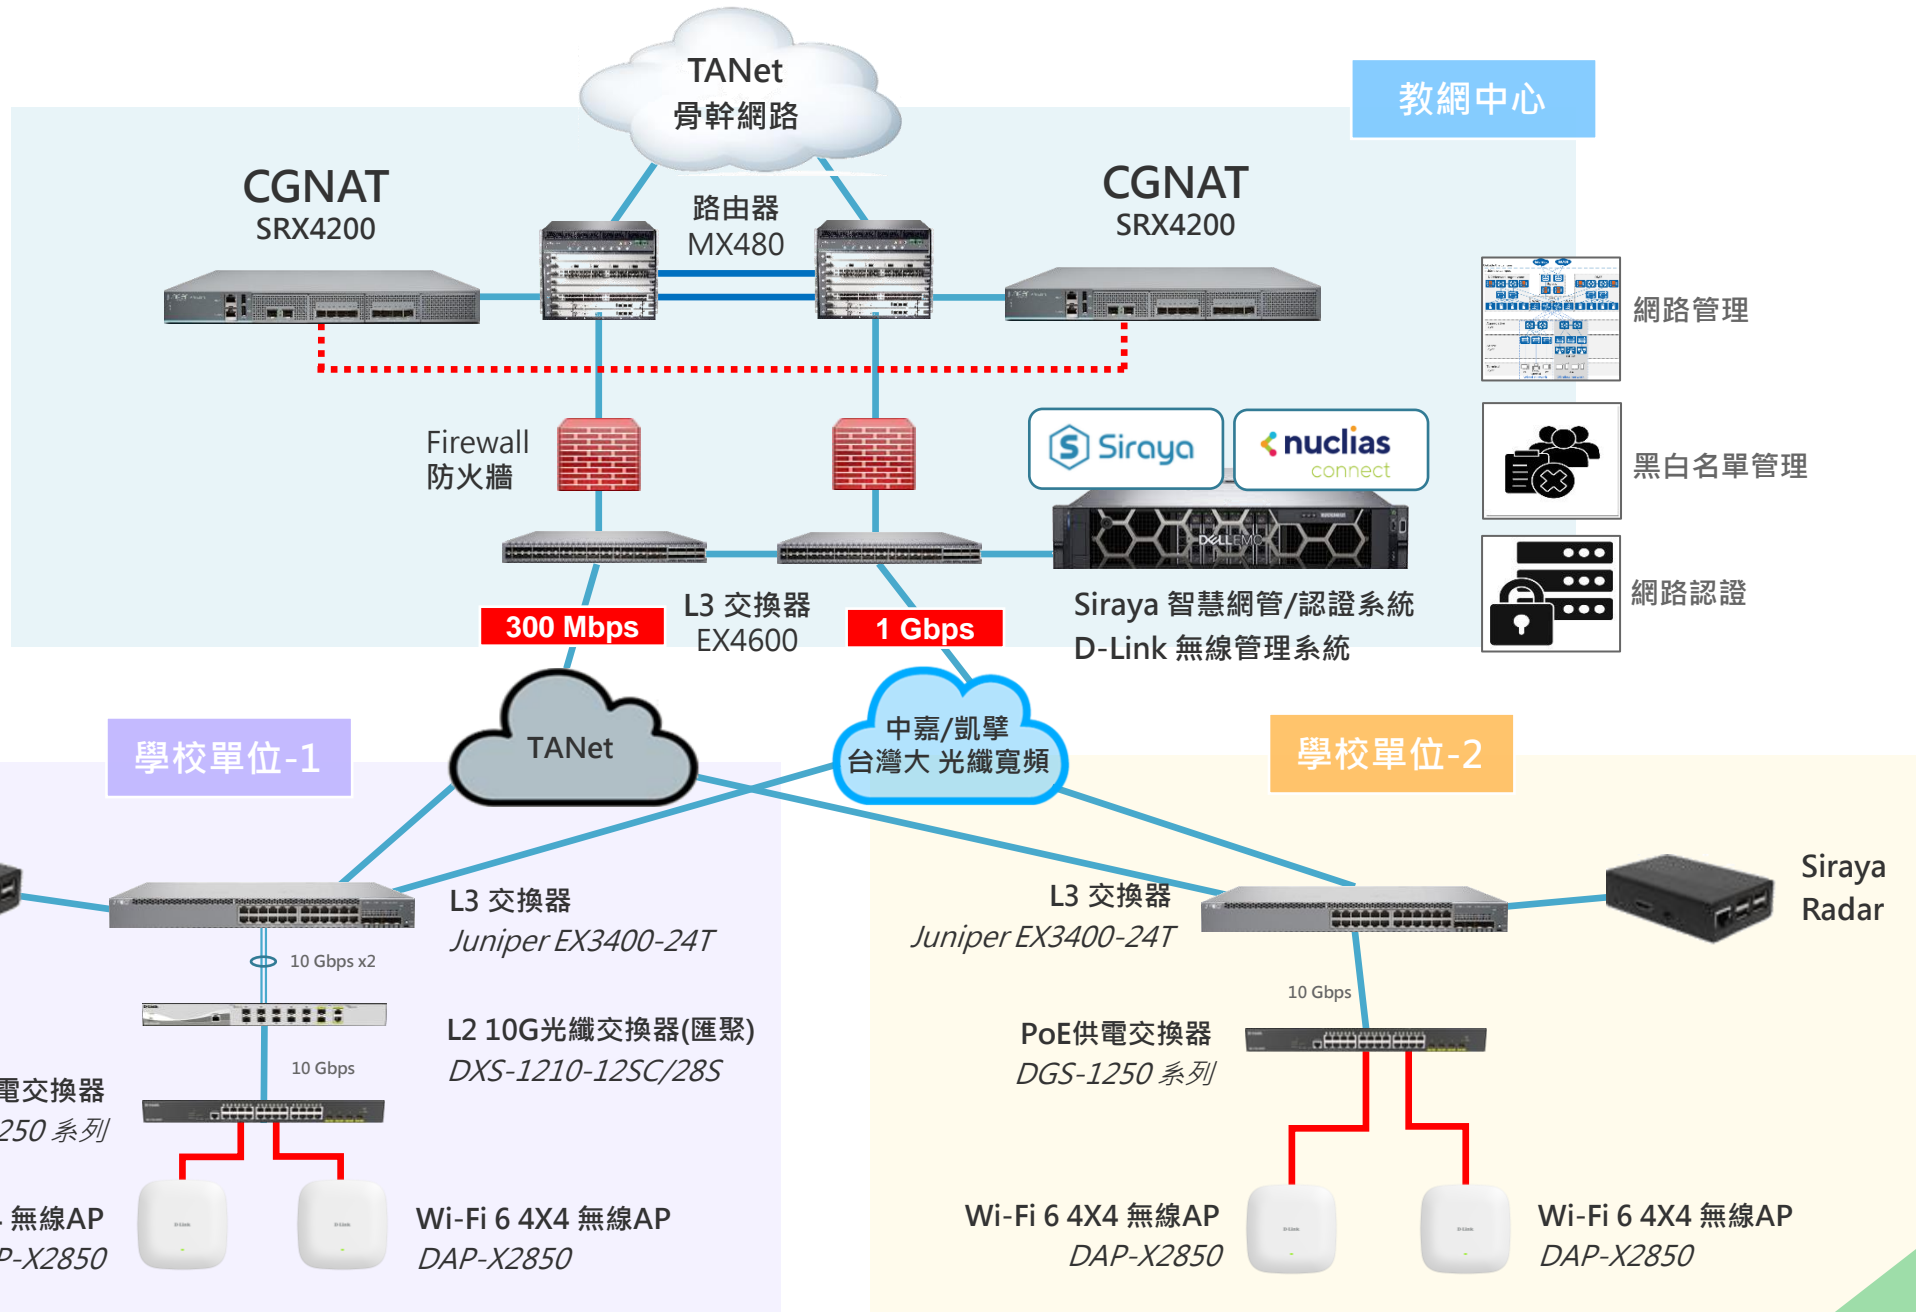 TANet
骨幹網路
教網中心
CGNAT
SRX4200
路由器
MX480
CGNAT
SRX4200
網路管理
Firewall
防火牆
Siraya
nuclias
connect
黑白名單管理
DELL EMC
L3 交換器
EX4600
300 Mbps
1 Gbps
Siraya 智慧網管/認證系統
D-Link 無線管理系統
網路認證
TANet
中嘉/凱擘
台灣大 光纖寬頻
學校單位-1
學校單位-2
L3 交換器
Juniper EX3400-24T
10 Gbps x2
L2 10G光纖交換器(匯聚)
DXS-1210-12SC/28S
10 Gbps
電交換器
250 系列
無線AP
P-X2850
Wi-Fi 6 4X4 無線AP
DAP-X2850
L3 交換器
Juniper EX3400-24T
Siraya
Radar
10 Gbps
PoE供電交換器
DGS-1250 系列
Wi-Fi 6 4X4 無線AP
DAP-X2850
Wi-Fi 6 4X4 無線AP
DAP-X2850